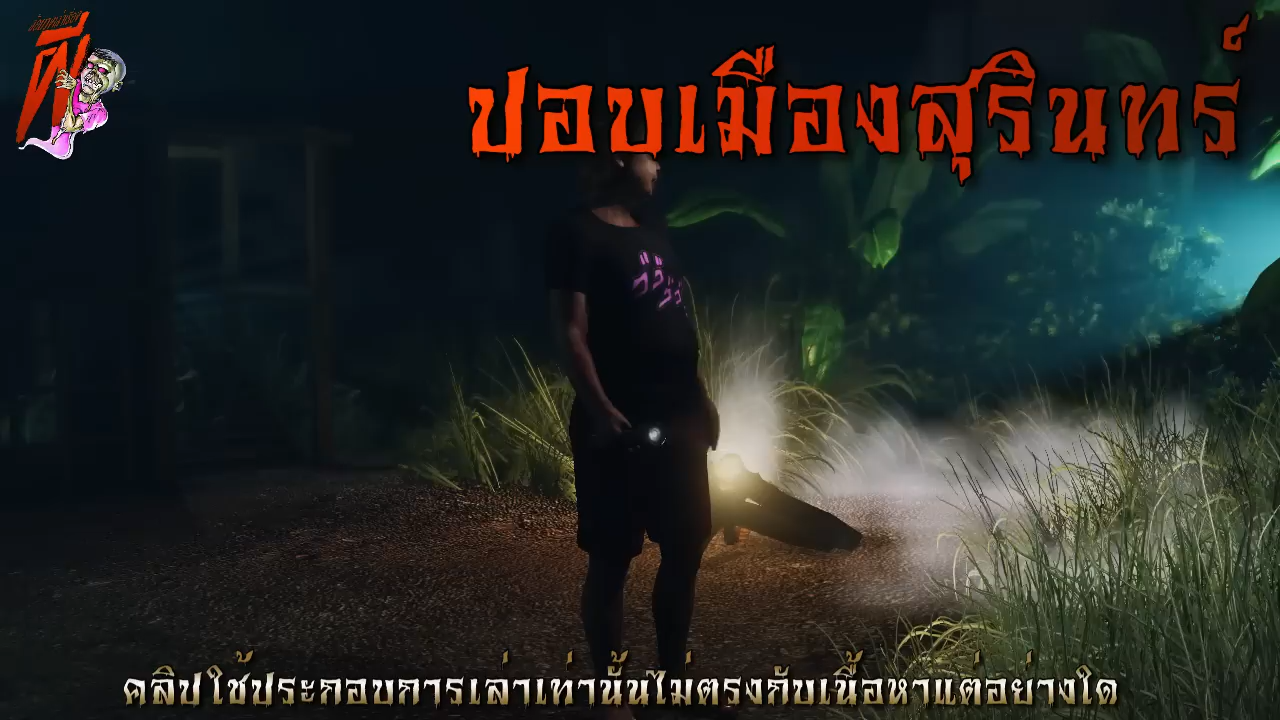 ผี
ปอบเมืองสุรินทร์
คลิปใช้ประกอบการเล่าเท่านั้นไม่ตรงกับเนื้อหาแต่อย่างใด